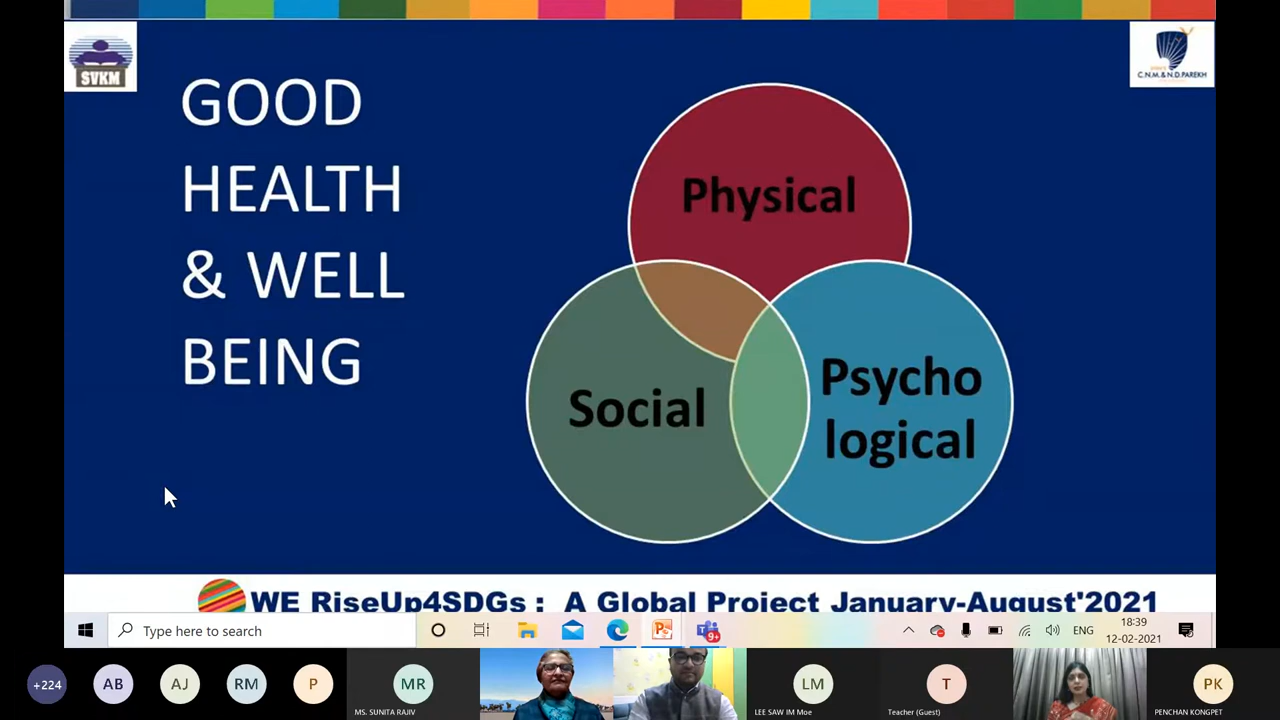 SVKM
C.N.M.& N.D.PAREKH
GOOD
HEALTH
& WELL
BEING
Physical
Social
Psycho
logical
WE RiseUp4SDGs : A Global Project January-August'2021
Type here to search
9+
ENG
18:39
12-02-2021
+224
AB
AJ
RM
P
MR
MS. SUNITA RAJIV
LM
LEE SAW IM Moe
T
Teacher (Guest)
PK
PENCHAN KONGPET